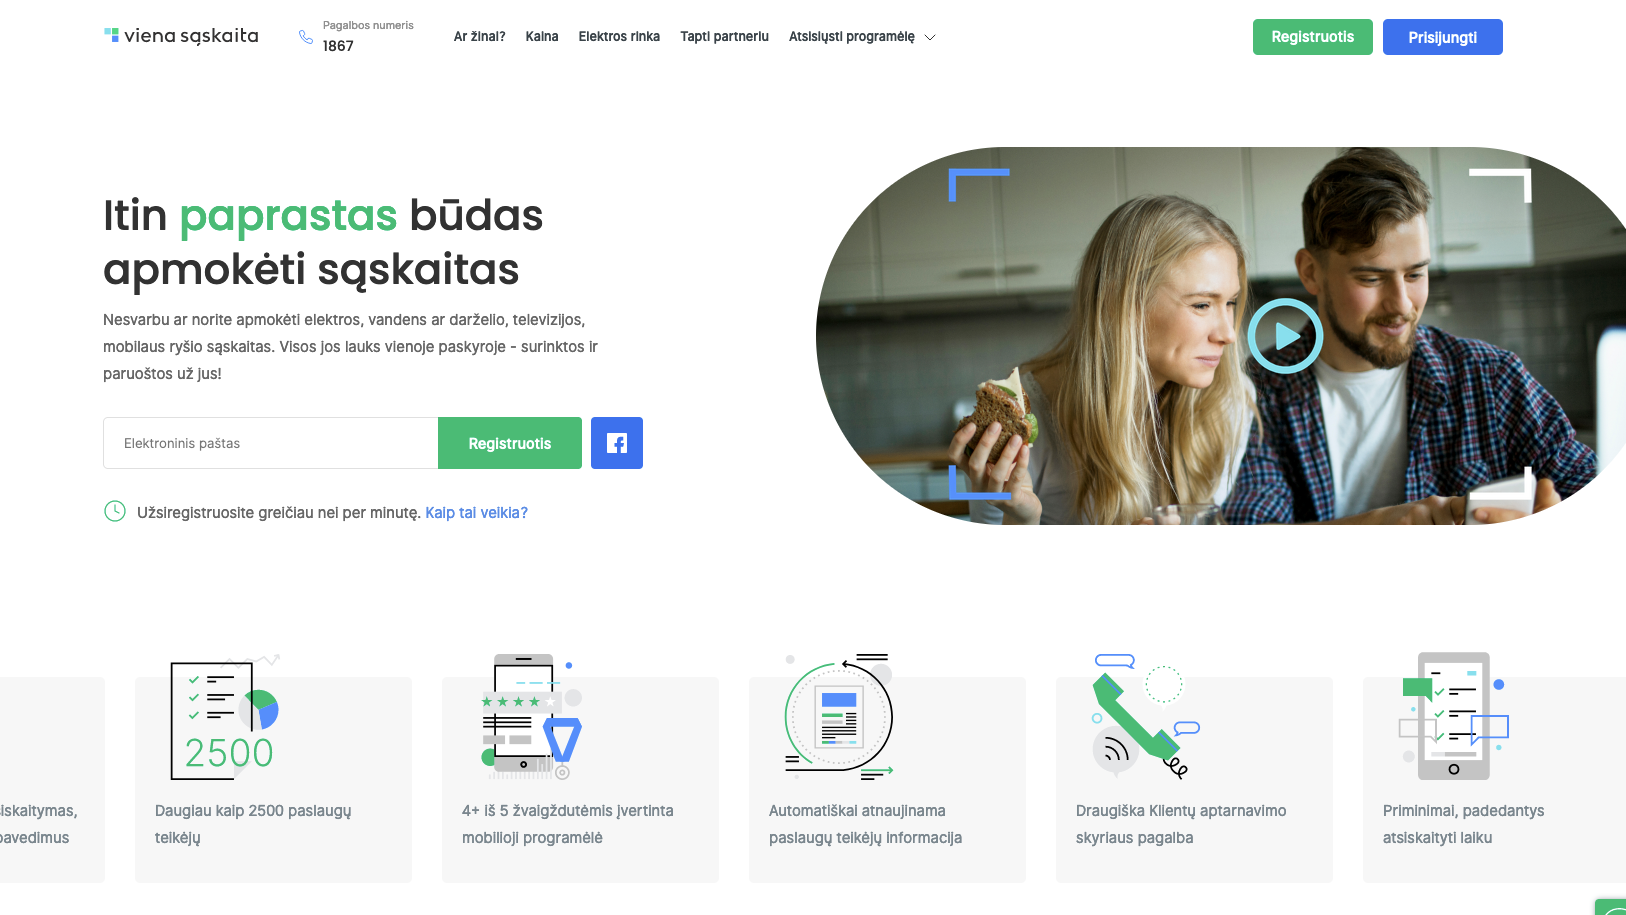 viena sąskaita
Pagalbos numeris
1867
Ar žinai?
Kaina
Elektros rinka
Tapti partneriu
Atsisiųsti programėlę
Registruotis
Prisijungti
Itin paprastas būdas
apmokėti sąskaitas
Nesvarbu ar norite apmokėti elektros, vandens ar darželio, televizijos,
mobilaus ryšio sąskaitas. Visos jos lauks vienoje paskyroje - surinktos ir
paruoštos už jus!
Elektroninis paštas
Registruotis
Užsiregistruosite greičiau nei per minutę. Kaip tai veikia?
2500
Daugiau kaip 2500 paslaugų
teikėjų
4+ iš 5 žvaigždutėmis įvertinta
mobilioji programėlė
Automatiškai atnaujinama
paslaugų teikėjų informacija
Draugiška Klientų aptarnavimo
skyriaus pagalba
Priminimai, padedantys
atsiskaityti laiku